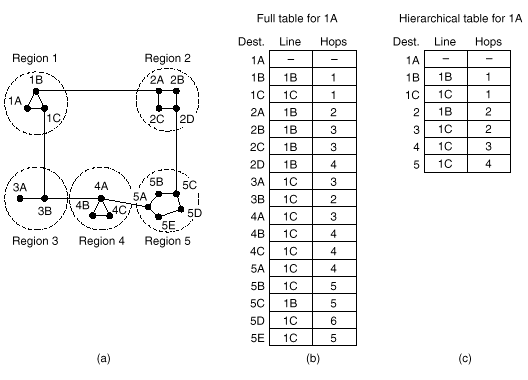 Full table for 1A
Hierarchical table for 1A
Dest. Line Hops
Dest. Line Hops
Region 1
Region 2
1B
1A
1C
2A 2B
2C 2D
3A
3B
4A
4B 4C
5B 5C
5A
5D
5E
Region 3
Region 4
Region 5
1A – –
1B 1B 1
1C 1C 1
2A 1B 2
2B 1B 3
2C 1B 3
2D 1B 4
3A 1C 3
3B 1C 2
4A 1C 3
4B 1C 4
4C 1C 4
5A 1C 4
5B 1C 5
5C 1B 5
5D 1C 6
5E 1C 5
1A – –
1B 1B 1
1C 1C 1
2 1B 2
3 1C 2
4 1C 3
5 1C 4
(a)
(b)
(c)